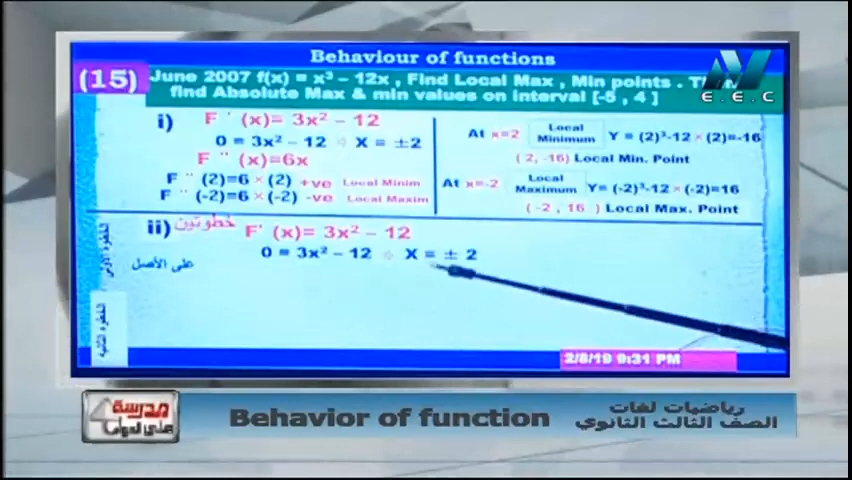 Behaviour of functions
(15) June 2007 f(x) = x³ – 12x , Find Local Max , Min points .
find Absolute Max & min values on interval [-5 , 4 ]
E.E.C
i) F ' (x)= 3x² – 12
0 = 3x² – 12 X = ±2
F '' (x)=6x
F '' (2)=6 ×(2) +ve Local Minim
F '' (-2)=6 ×(-2) -ve Local Maxim
At x=2 Local Minimum Y = (2)³-12 ×(2)=-16
( 2, -16) Local Min. Point
At x=-2 Local Maximum Y= (-2)³-12 ×(-2)=16
( -2 , 16 ) Local Max. Point
ii) خطوتين F' (x)= 3x² – 12
0 = 3x² – 12 X = ± 2
الخطوة الأولى
على الأصل
الخطوة الثانية
2/8/19 9:31 PM
مدرسة
على الهواء
Behavior of function
رياضيات لغات
الصف الثالث الثانوي